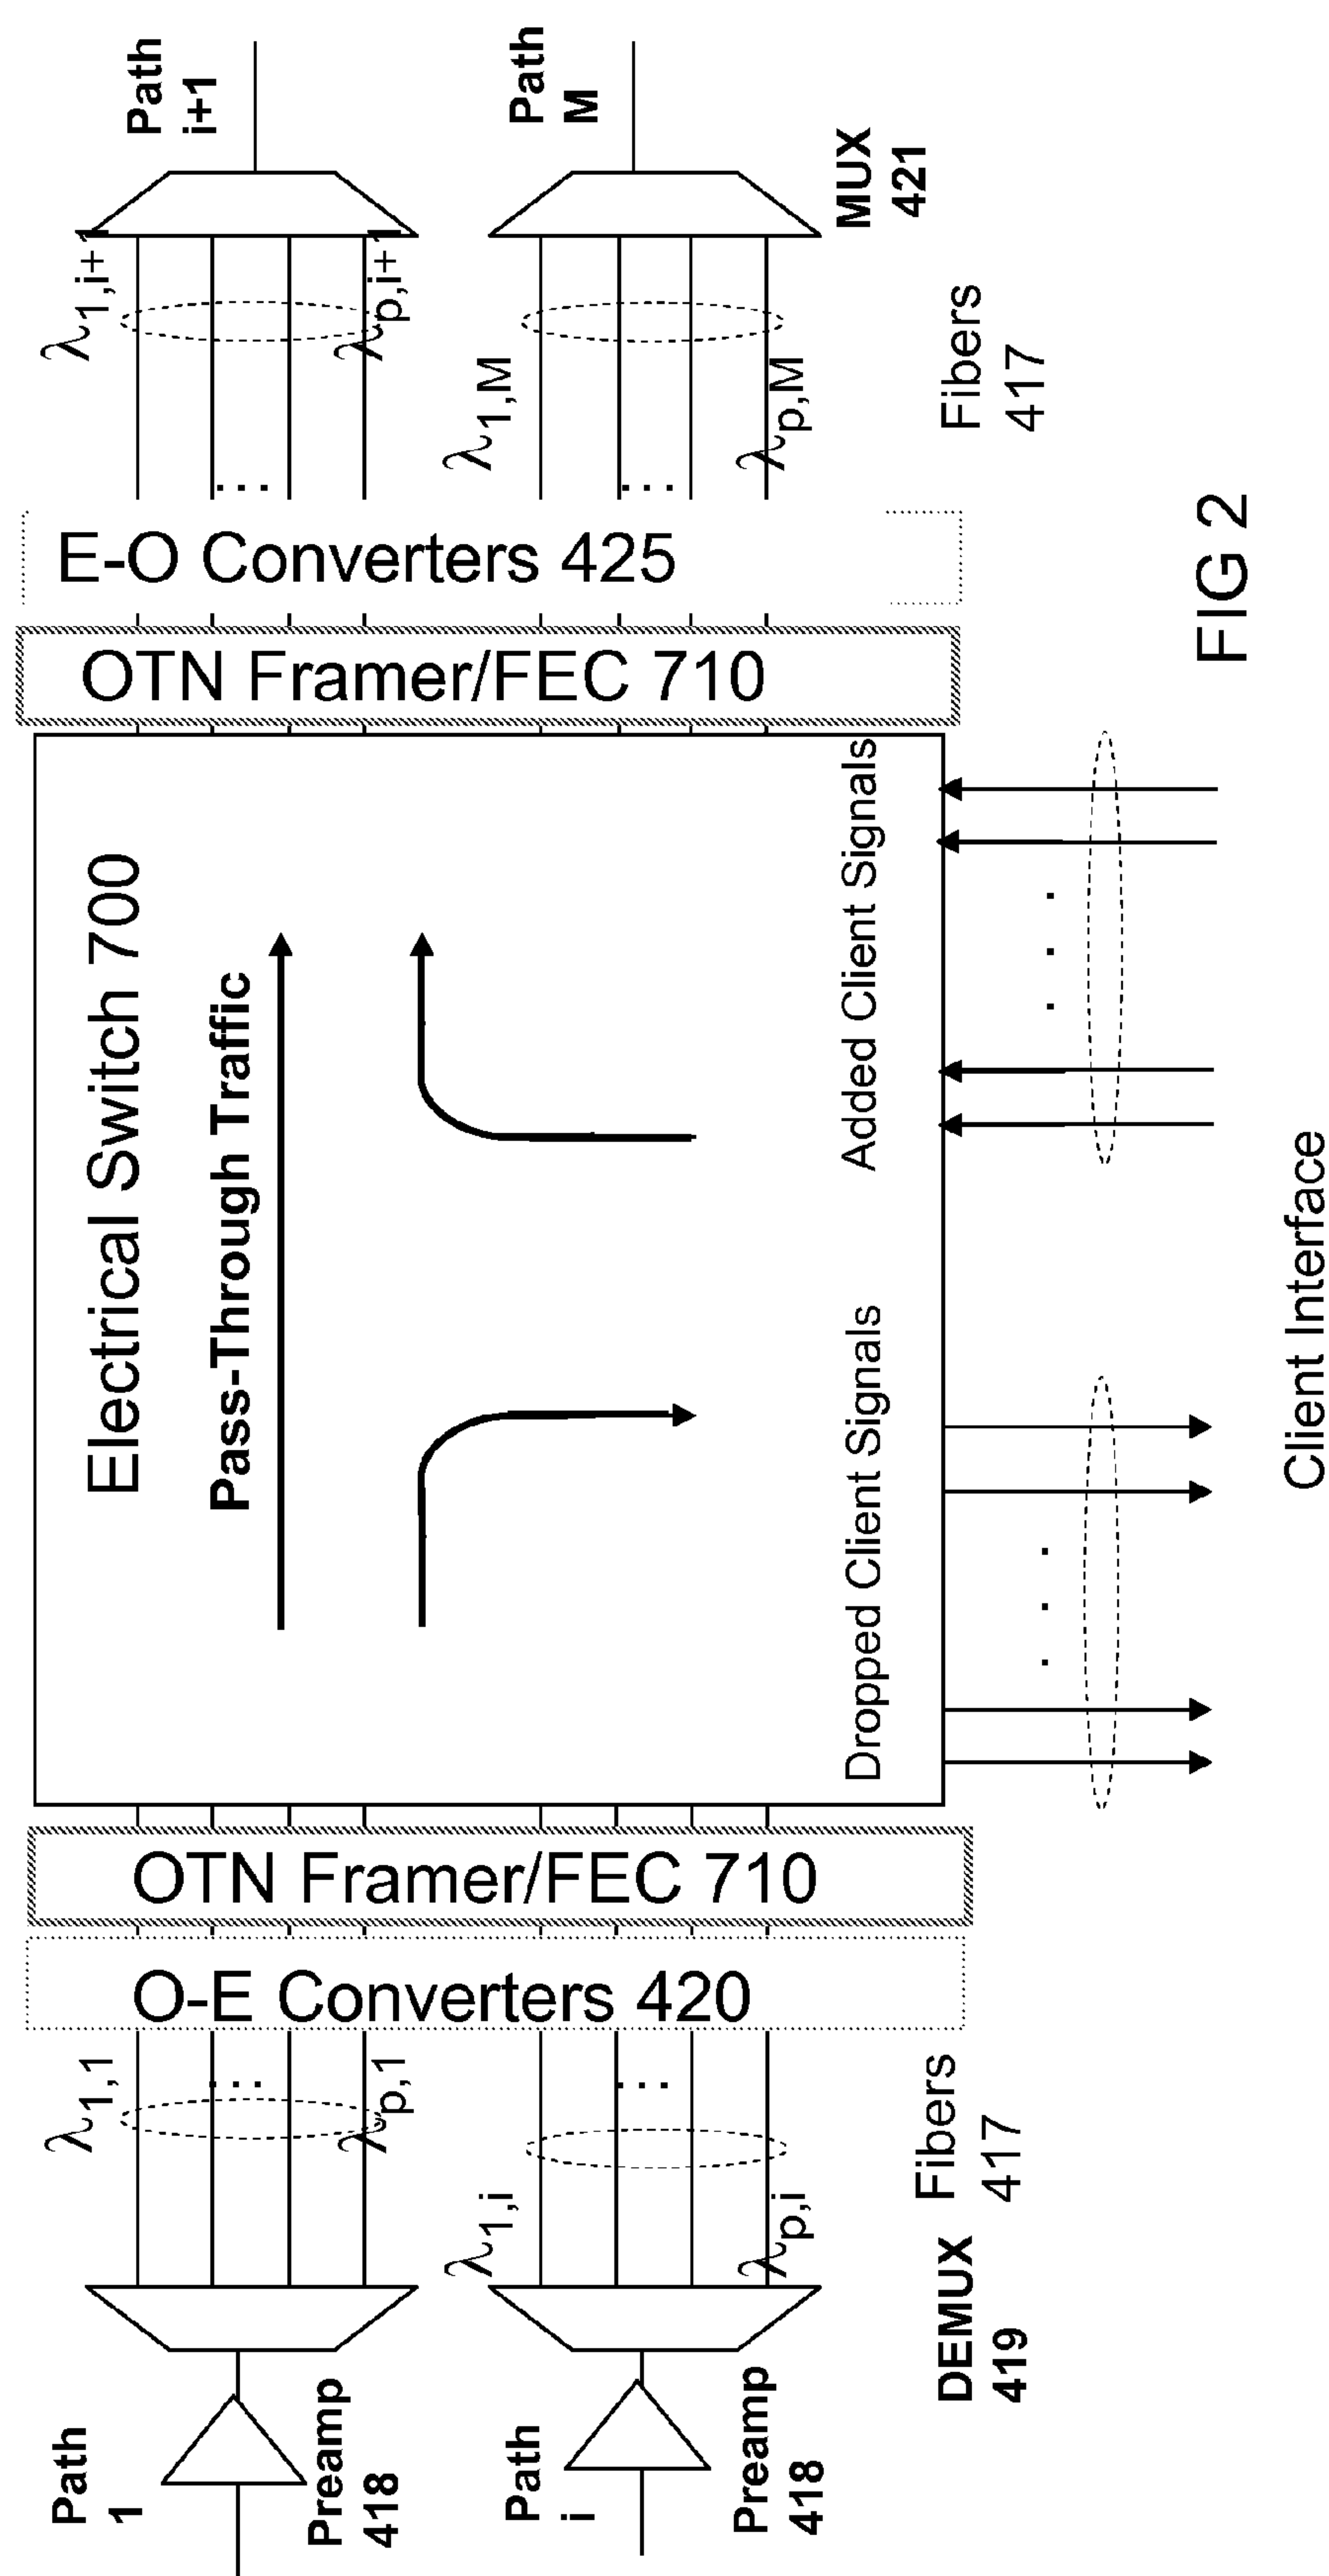 Path
1
Preamp
418
Path
i
Preamp
418
DEMUX
419
λ1,1
λp,1
λ1,i
λp,i
...
...
Fibers
417
O-E Converters 420
OTN Framer/FEC 710
Electrical Switch 700
Pass-Through Traffic
Dropped Client Signals
Added Client Signals
. . .
. . .
Client Interface
OTN Framer/FEC 710
E-O Converters 425
λ1,i+1
λp,i+1
λ1,M
λp,M
...
...
Fibers
417
Path
i+1
Path
M
MUX
421
FIG 2